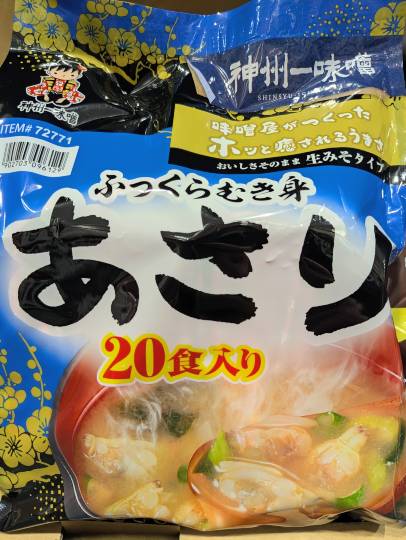 神州一味噌
神州一味噌
SHINSYU
ITEM# 72771
味噌屋がつくった
ホッと癒されるうまさ
おいしさそのまま 生みそタイプ
4902703096129
ふっくらむき身
あさり
20食入り